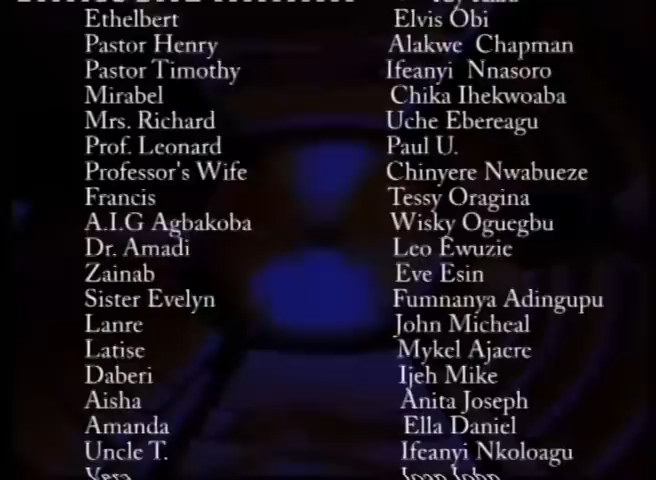 Ethelbert Elvis Obi
Pastor Henry Alakwe Chapman
Pastor Timothy Ifeanyi Nnasoro
Mirabel Chika Ihekwoaba
Mrs. Richard Uche Ebereagu
Prof. Leonard Paul U.
Professor's Wife Chinyere Nwabueze
Francis Tessy Oragina
A.I.G Agbakoba Wisky Oguegbu
Dr. Amadi Leo Ewuzie
Zainab Eve Esin
Sister Evelyn Fumnanya Adingupu
Lanre John Micheal
Latise Mykel Ajaere
Daberi Ijeh Mike
Aisha Anita Joseph
Amanda Ella Daniel
Uncle T. Ifeanyi Nkoloagu